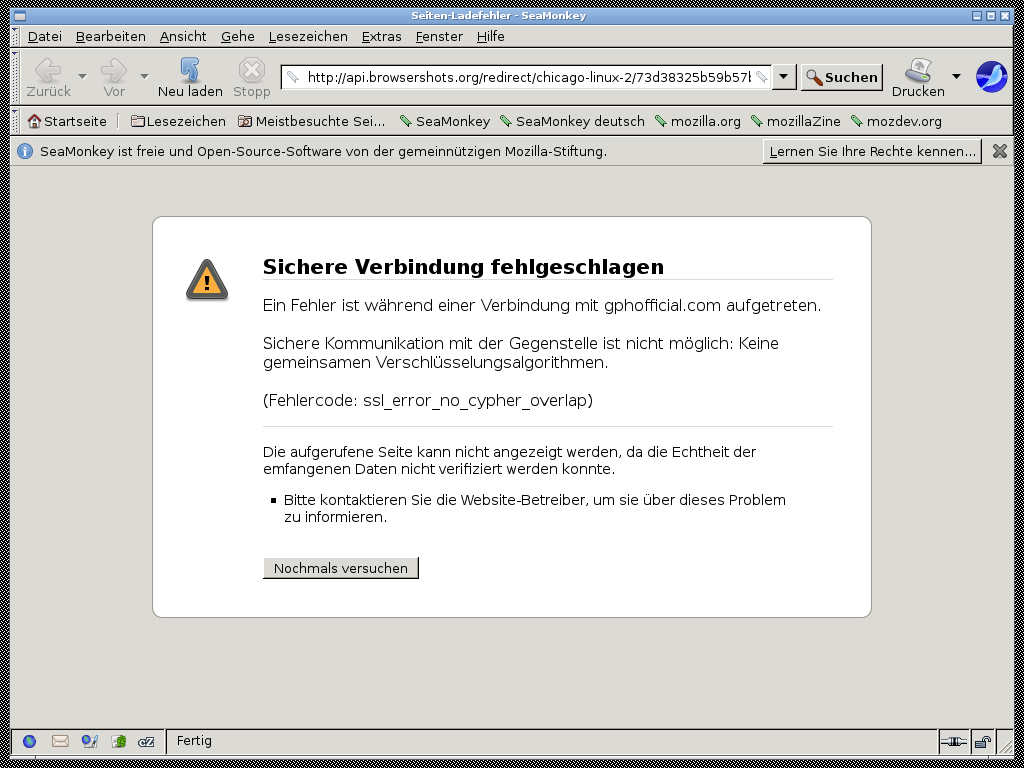 Seiten-Ladefehler - SeaMonkey
Datei Bearbeiten Ansicht Gehe Lesezeichen Extras Fenster Hilfe
Zurück Vor Neu laden Stopp http://api.browsershots.org/redirect/chicago-linux-2/73d38325b59b57b Suchen Drucken
Startseite Lesezeichen Meistbesuchte Sei... SeaMonkey SeaMonkey deutsch mozilla.org mozillaZine mozdev.org
SeaMonkey ist freie und Open-Source-Software von der gemeinnützigen Mozilla-Stiftung. Lernen Sie Ihre Rechte kennen...
Sichere Verbindung fehlgeschlagen
Ein Fehler ist während einer Verbindung mit gphofficial.com aufgetreten.
Sichere Kommunikation mit der Gegenstelle ist nicht möglich: Keine
gemeinsamen Verschlüsselungsalgorithmen.
(Fehlercode: ssl_error_no_cypher_overlap)
Die aufgerufene Seite kann nicht angezeigt werden, da die Echtheit der
emfangenen Daten nicht verifiziert werden konnte.
Bitte kontaktieren Sie die Website-Betreiber, um sie über dieses Problem
zu informieren.
Nochmals versuchen
cZ Fertig